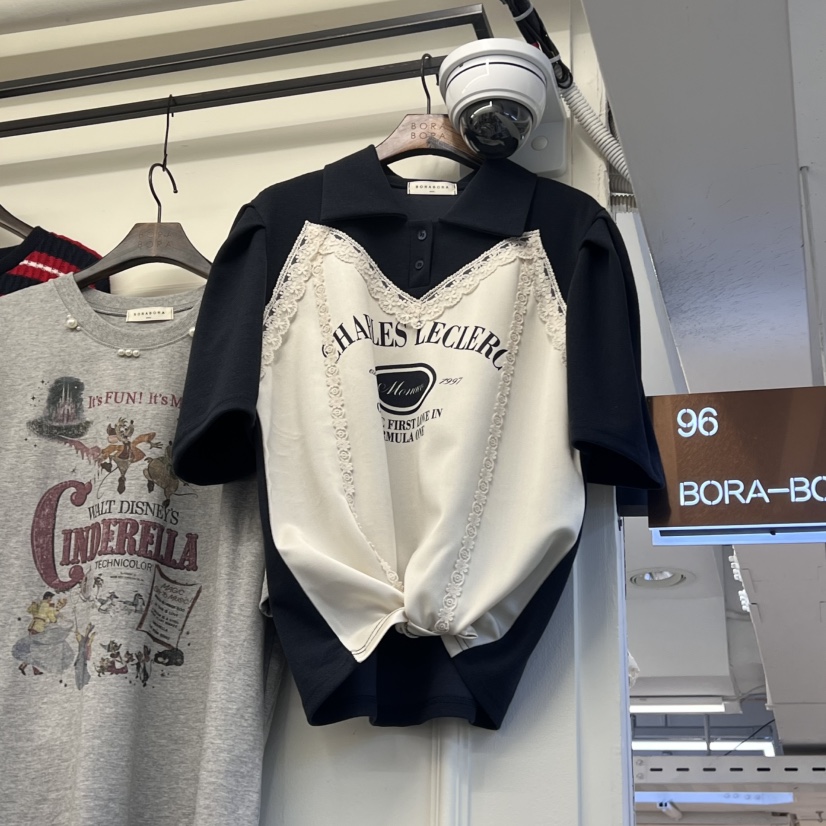 BORA
BORA
BORABORA
BORABORA
CHARLES LECLERC
Monaco
1997
FIRST LOVE IN
FORMULA ONE
It's FUN! It's M
WALT DISNEY'S
CINDERELLA
TECHNICOLOR
96
BORA-BO